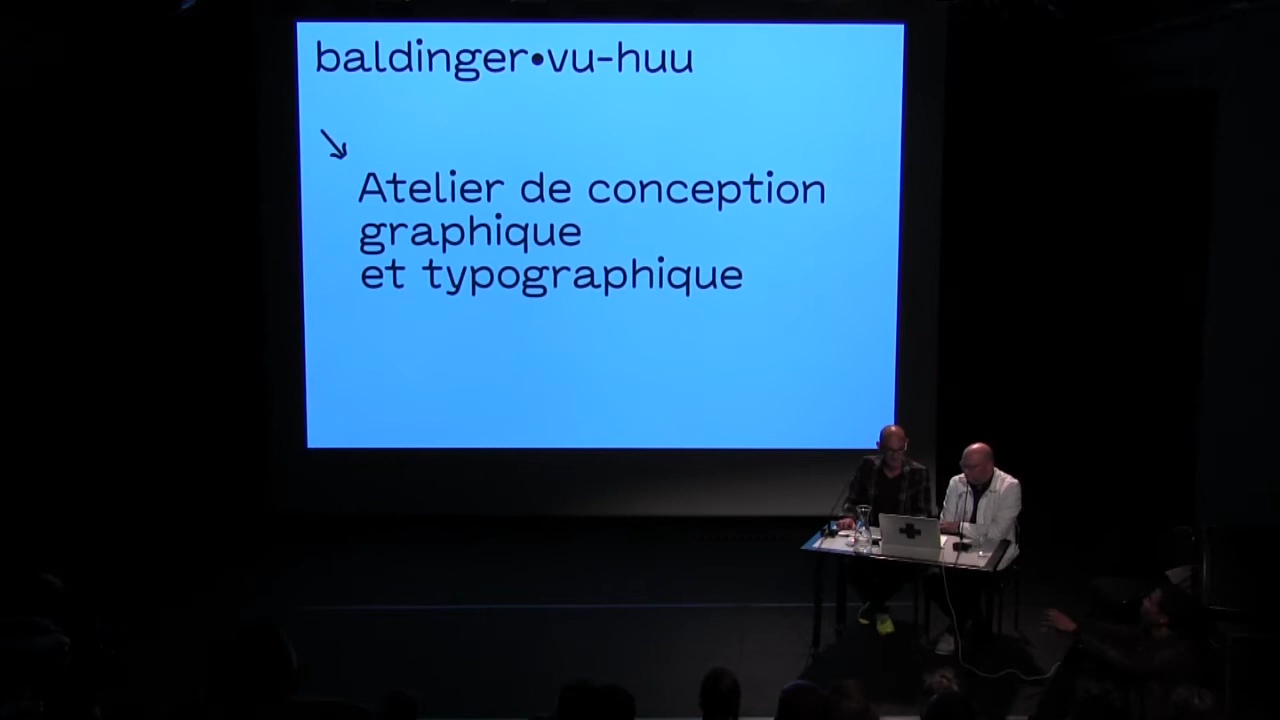 baldinger•vu-huu
↘
Atelier de conception
graphique
et typographique